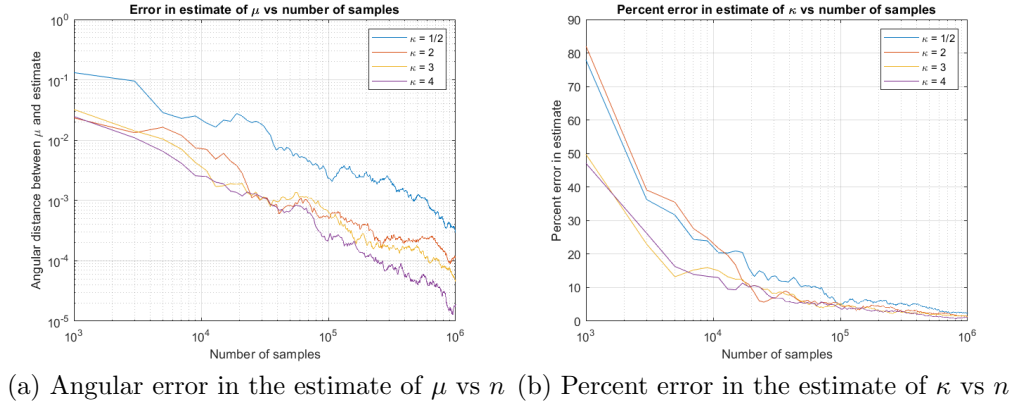 Error in estimate of μ vs number of samples
Angular distance between μ and estimate
10^0
10^-1
10^-2
10^-3
10^-4
10^-5
κ = 1/2
κ = 2
κ = 3
κ = 4
10^3 10^4 10^5 10^6
Number of samples
Percent error in estimate of κ vs number of samples
Percent error in estimate
90
80
70
60
50
40
30
20
10
0
κ = 1/2
κ = 2
κ = 3
κ = 4
10^3 10^4 10^5 10^6
Number of samples
(a) Angular error in the estimate of μ vs n
(b) Percent error in the estimate of κ vs n